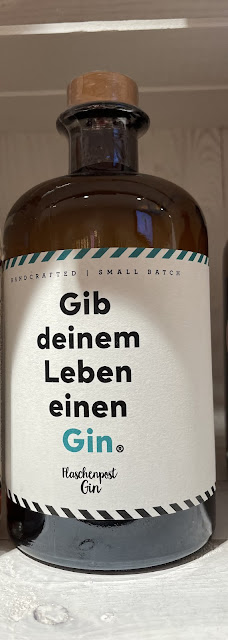 HANDCRAFTED | SMALL BATCH
Gib
deinem
Leben
einen
Gin.®
Flaschenpost
Gin